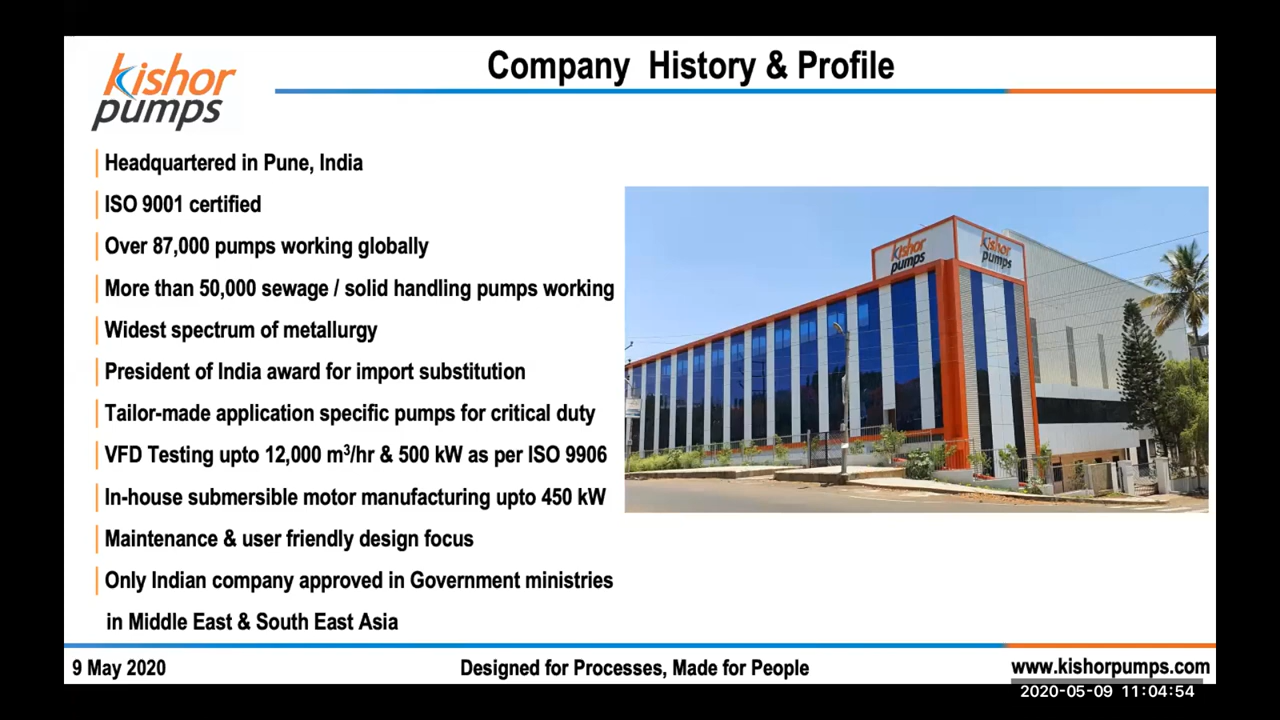 kishor
pumps
Company History & Profile
Headquartered in Pune, India
ISO 9001 certified
Over 87,000 pumps working globally
More than 50,000 sewage / solid handling pumps working
Widest spectrum of metallurgy
President of India award for import substitution
Tailor-made application specific pumps for critical duty
VFD Testing upto 12,000 m³/hr & 500 kW as per ISO 9906
In-house submersible motor manufacturing upto 450 kW
Maintenance & user friendly design focus
Only Indian company approved in Government ministries
in Middle East & South East Asia
kishor
pumps
kishor
pumps
9 May 2020
Designed for Processes, Made for People
www.kishorpumps.com
2020-05-09 11:04:54